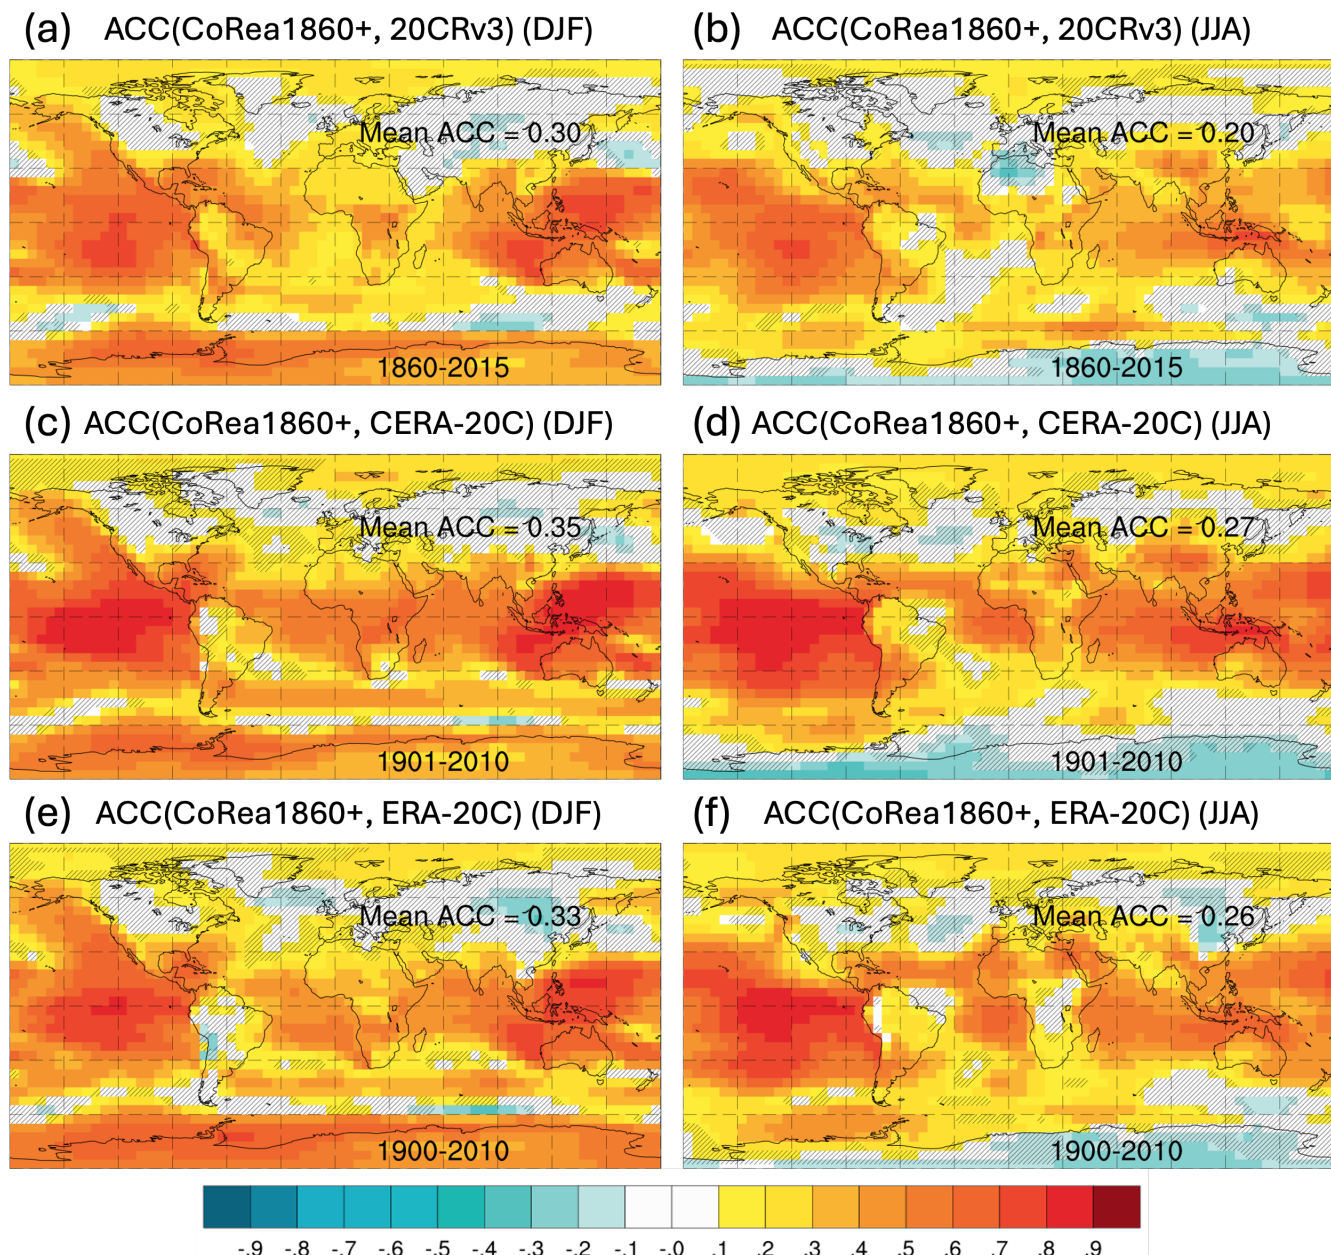 (a) ACC(CoRea1860+, 20CRv3) (DJF)
Mean ACC = 0.30
1860-2015
(b) ACC(CoRea1860+, 20CRv3) (JJA)
Mean ACC = 0.20
1860-2015
(c) ACC(CoRea1860+, CERA-20C) (DJF)
Mean ACC = 0.35
1901-2010
(d) ACC(CoRea1860+, CERA-20C) (JJA)
Mean ACC = 0.27
1901-2010
(e) ACC(CoRea1860+, ERA-20C) (DJF)
Mean ACC = 0.33
1900-2010
(f) ACC(CoRea1860+, ERA-20C) (JJA)
Mean ACC = 0.26
1900-2010
-.9 -.8 -.7 -.6 -.5 -.4 -.3 -.2 -.1 -.0 .1 .2 .3 .4 .5 .6 .7 .8 .9